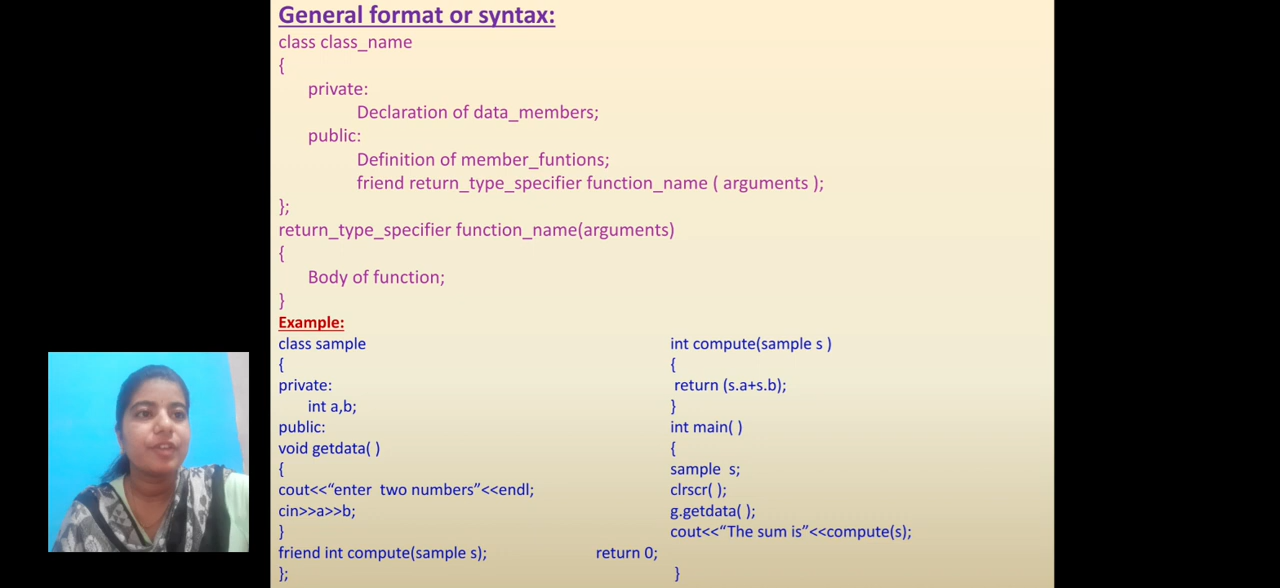 General format or syntax:
class class_name
{
private:
Declaration of data_members;
public:
Definition of member_funtions;
friend return_type_specifier function_name ( arguments );
};
return_type_specifier function_name(arguments)
{
Body of function;
}
Example:
class sample
{
private:
int a,b;
public:
void getdata( )
{
cout<<“enter  two numbers”<<endl;
cin>>a>>b;
}
friend int compute(sample s);
};
int compute(sample s )
{
return (s.a+s.b);
}
int main( )
{
sample  s;
clrscr( );
g.getdata( );
cout<<“The sum is”<<compute(s);
return 0;
}